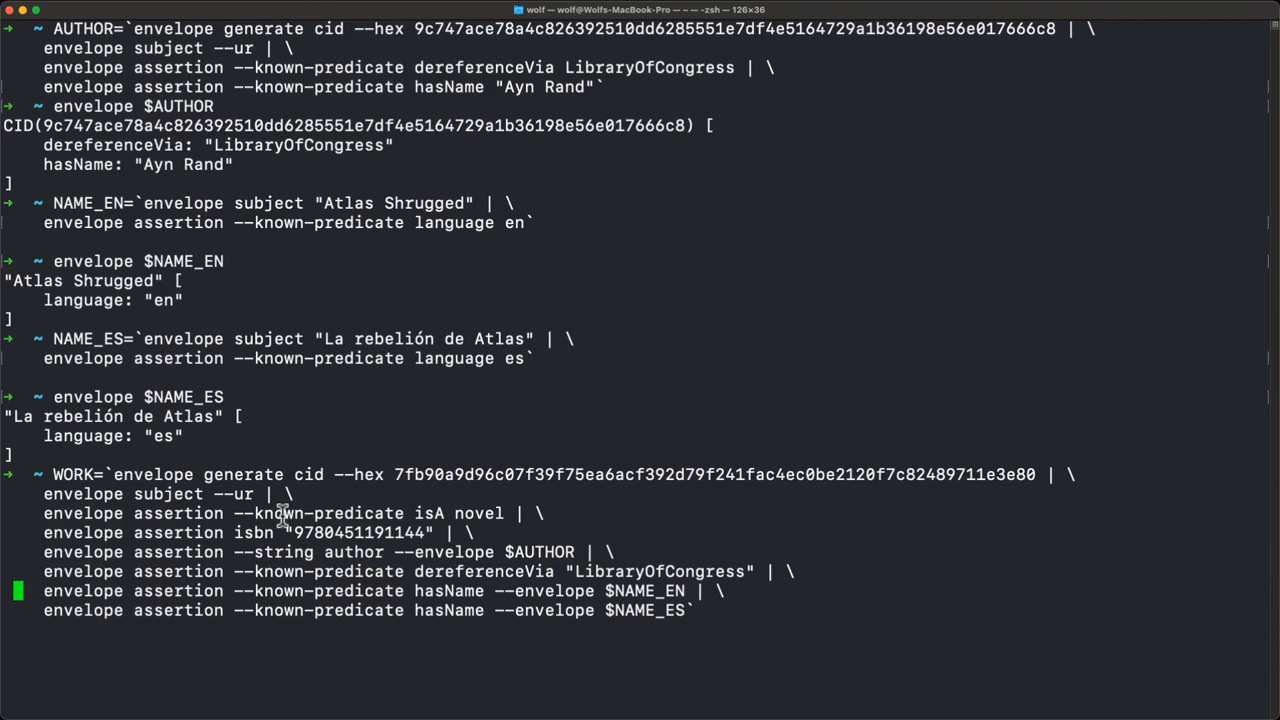 wolf — wolf@Wolfs-MacBook-Pro — ~ — -zsh — 126×36
→ ~ AUTHOR=`envelope generate cid --hex 9c747ace78a4c826392510dd6285551e7df4e5164729a1b36198e56e017666c8 | \
envelope subject --ur | \
envelope assertion --known-predicate dereferenceVia LibraryOfCongress | \
envelope assertion --known-predicate hasName "Ayn Rand"`
→ ~ envelope $AUTHOR
CID(9c747ace78a4c826392510dd6285551e7df4e5164729a1b36198e56e017666c8) [
dereferenceVia: "LibraryOfCongress"
hasName: "Ayn Rand"
]
→ ~ NAME_EN=`envelope subject "Atlas Shrugged" | \
envelope assertion --known-predicate language en`
→ ~ envelope $NAME_EN
"Atlas Shrugged" [
language: "en"
]
→ ~ NAME_ES=`envelope subject "La rebelión de Atlas" | \
envelope assertion --known-predicate language es`
→ ~ envelope $NAME_ES
"La rebelión de Atlas" [
language: "es"
]
→ ~ WORK=`envelope generate cid --hex 7fb90a9d96c07f39f75ea6acf392d79f241fac4ec0be2120f7c82489711e3e80 | \
envelope subject --ur | \
envelope assertion --known-predicate isA novel | \
envelope assertion isbn "9780451191144" | \
envelope assertion --string author --envelope $AUTHOR | \
envelope assertion --known-predicate dereferenceVia "LibraryOfCongress" | \
envelope assertion --known-predicate hasName --envelope $NAME_EN | \
envelope assertion --known-predicate hasName --envelope $NAME_ES`